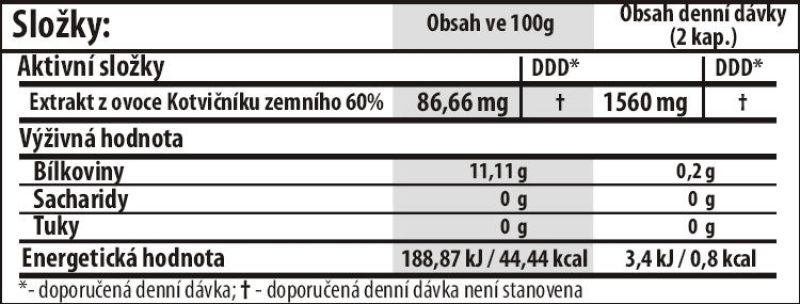 Složky: Obsah ve 100g Obsah denní dávky
(2 kap.)
Aktivní složky DDD* DDD*
Extrakt z ovoce Kotvičníku zemního 60% 86,66 mg † 1560 mg †
Výživná hodnota
Bílkoviny 11,11 g 0,2 g
Sacharidy 0 g 0 g
Tuky 0 g 0 g
Energetická hodnota 188,87 kJ / 44,44 kcal 3,4 kJ / 0,8 kcal
*- doporučená denní dávka; † - doporučená denní dávka není stanovena